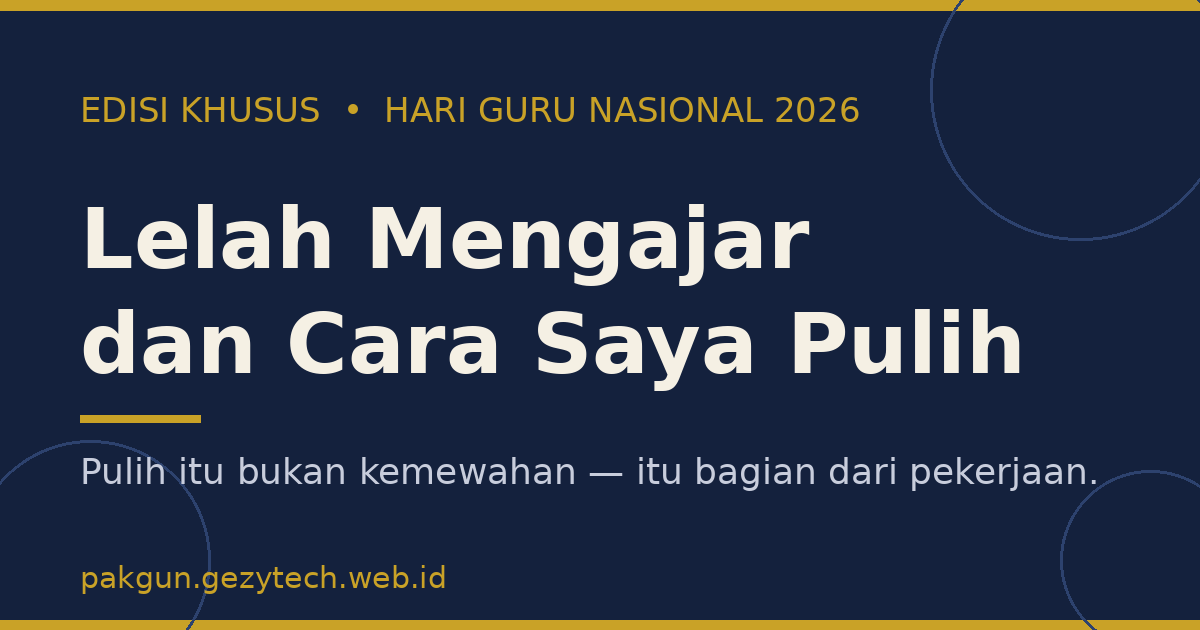 EDISI KHUSUS • HARI GURU NASIONAL 2026
Lelah Mengajar
dan Cara Saya Pulih
Pulih itu bukan kemewahan — itu bagian dari pekerjaan.
pakgun.gezytech.web.id